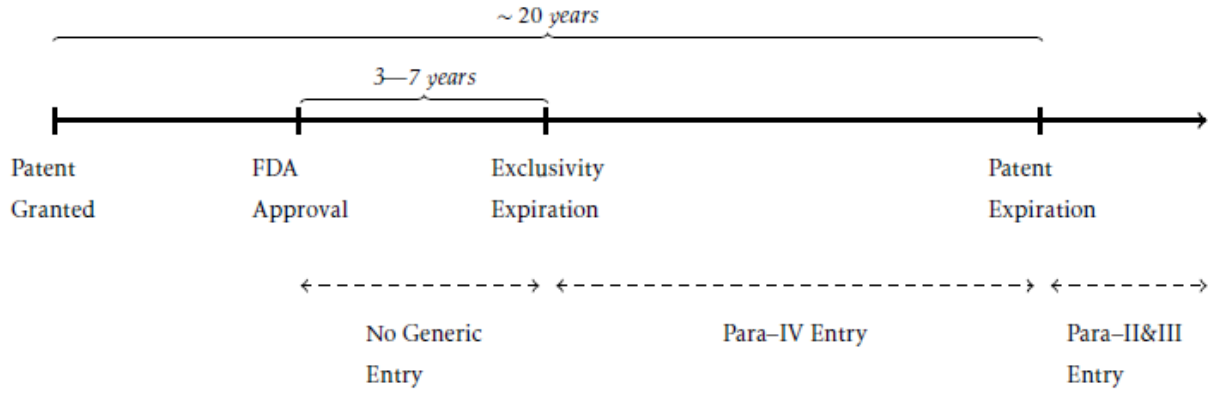 ~ 20 years
3—7 years
Patent
Granted
FDA
Approval
Exclusivity
Expiration
Patent
Expiration
No Generic
Entry
Para–IV Entry
Para–II&III
Entry